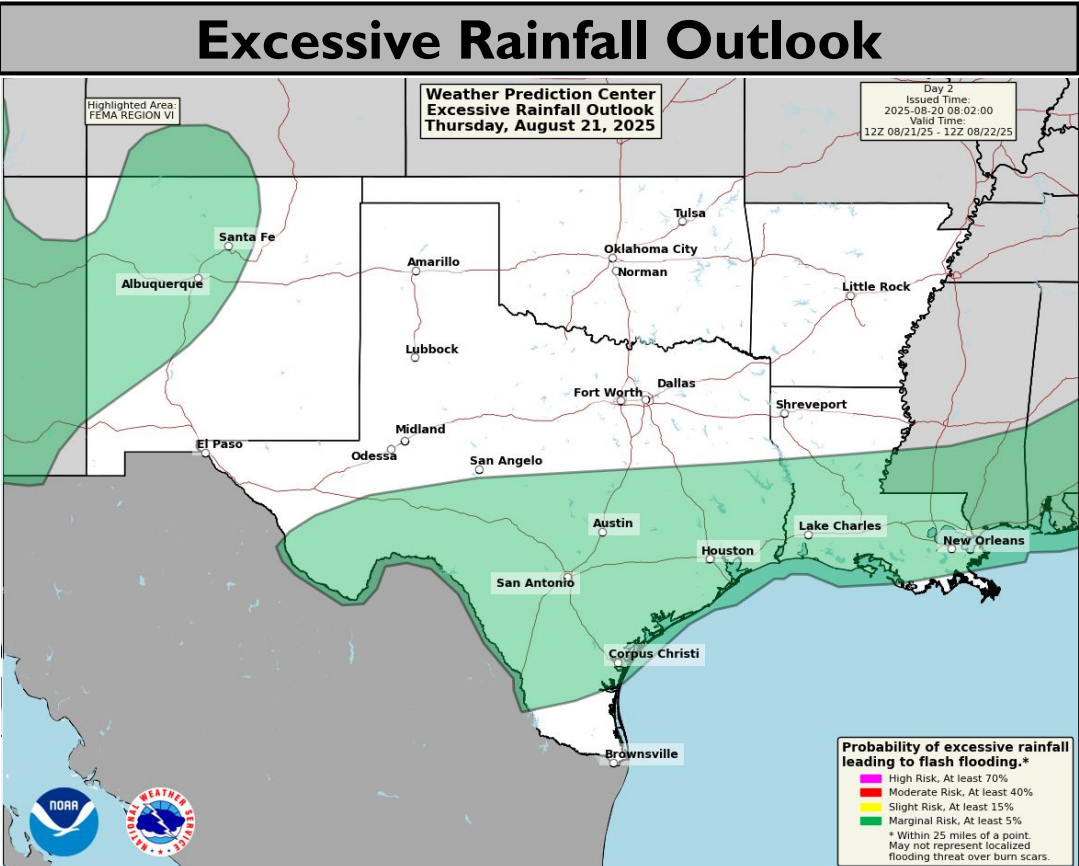 Excessive Rainfall Outlook
Highlighted Area:
FEMA REGION VI
Weather Prediction Center
Excessive Rainfall Outlook
Thursday, August 21, 2025
Day 2
Issued Time:
2025-08-20 08:02:00
Valid Time:
12Z 08/21/25 - 12Z 08/22/25
Tulsa
Santa Fe
Oklahoma City
Amarillo
Norman
Albuquerque
Little Rock
Lubbock
Dallas
Fort Worth
Shreveport
Midland
El Paso
Odessa
San Angelo
Austin
Lake Charles
New Orleans
Houston
San Antonio
Corpus Christi
Brownsville
Probability of excessive rainfall
leading to flash flooding.*
High Risk, At least 70%
Moderate Risk, At least 40%
Slight Risk, At least 15%
Marginal Risk, At least 5%
* Within 25 miles of a point.
May not represent localized
flooding threat over burn scars.
NOAA
NATIONAL WEATHER SERVICE